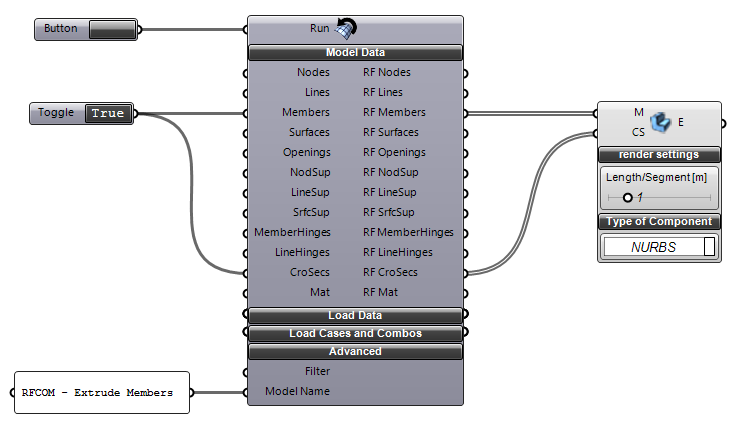 Button
Run
Model Data
Nodes RF Nodes
Lines RF Lines
Toggle True
Members RF Members
Surfaces RF Surfaces
Openings RF Openings
NodSup RF NodSup
LineSup RF LineSup
SrfcSup RF SrfcSup
MemberHinges RF MemberHinges
LineHinges RF LineHinges
CroSecs RF CroSecs
Mat RF Mat
Load Data
Load Cases and Combos
Advanced
Filter
Model Name
RFCOM - Extrude Members
M
CS
E
render settings
Length/Segment[m]
1
Type of Component
NURBS